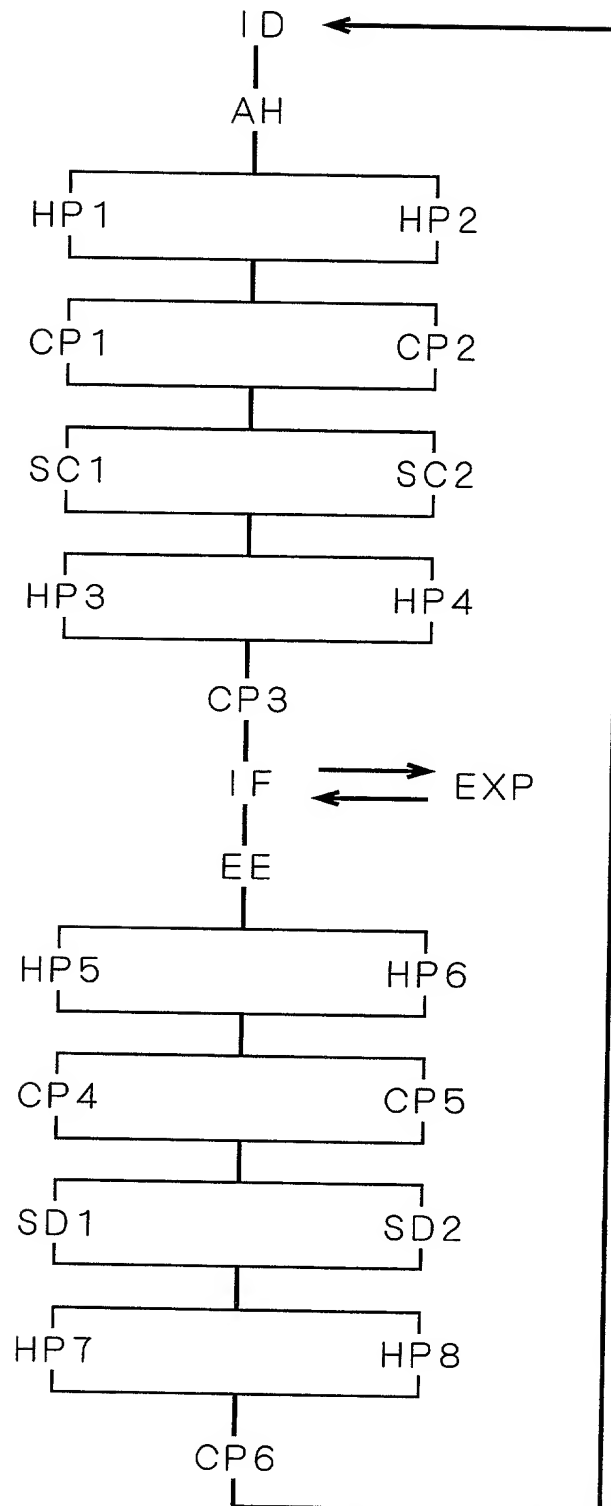 ID
AH
HP1 HP2
CP1 CP2
SC1 SC2
HP3 HP4
CP3
IF EXP
EE
HP5 HP6
CP4 CP5
SD1 SD2
HP7 HP8
CP6